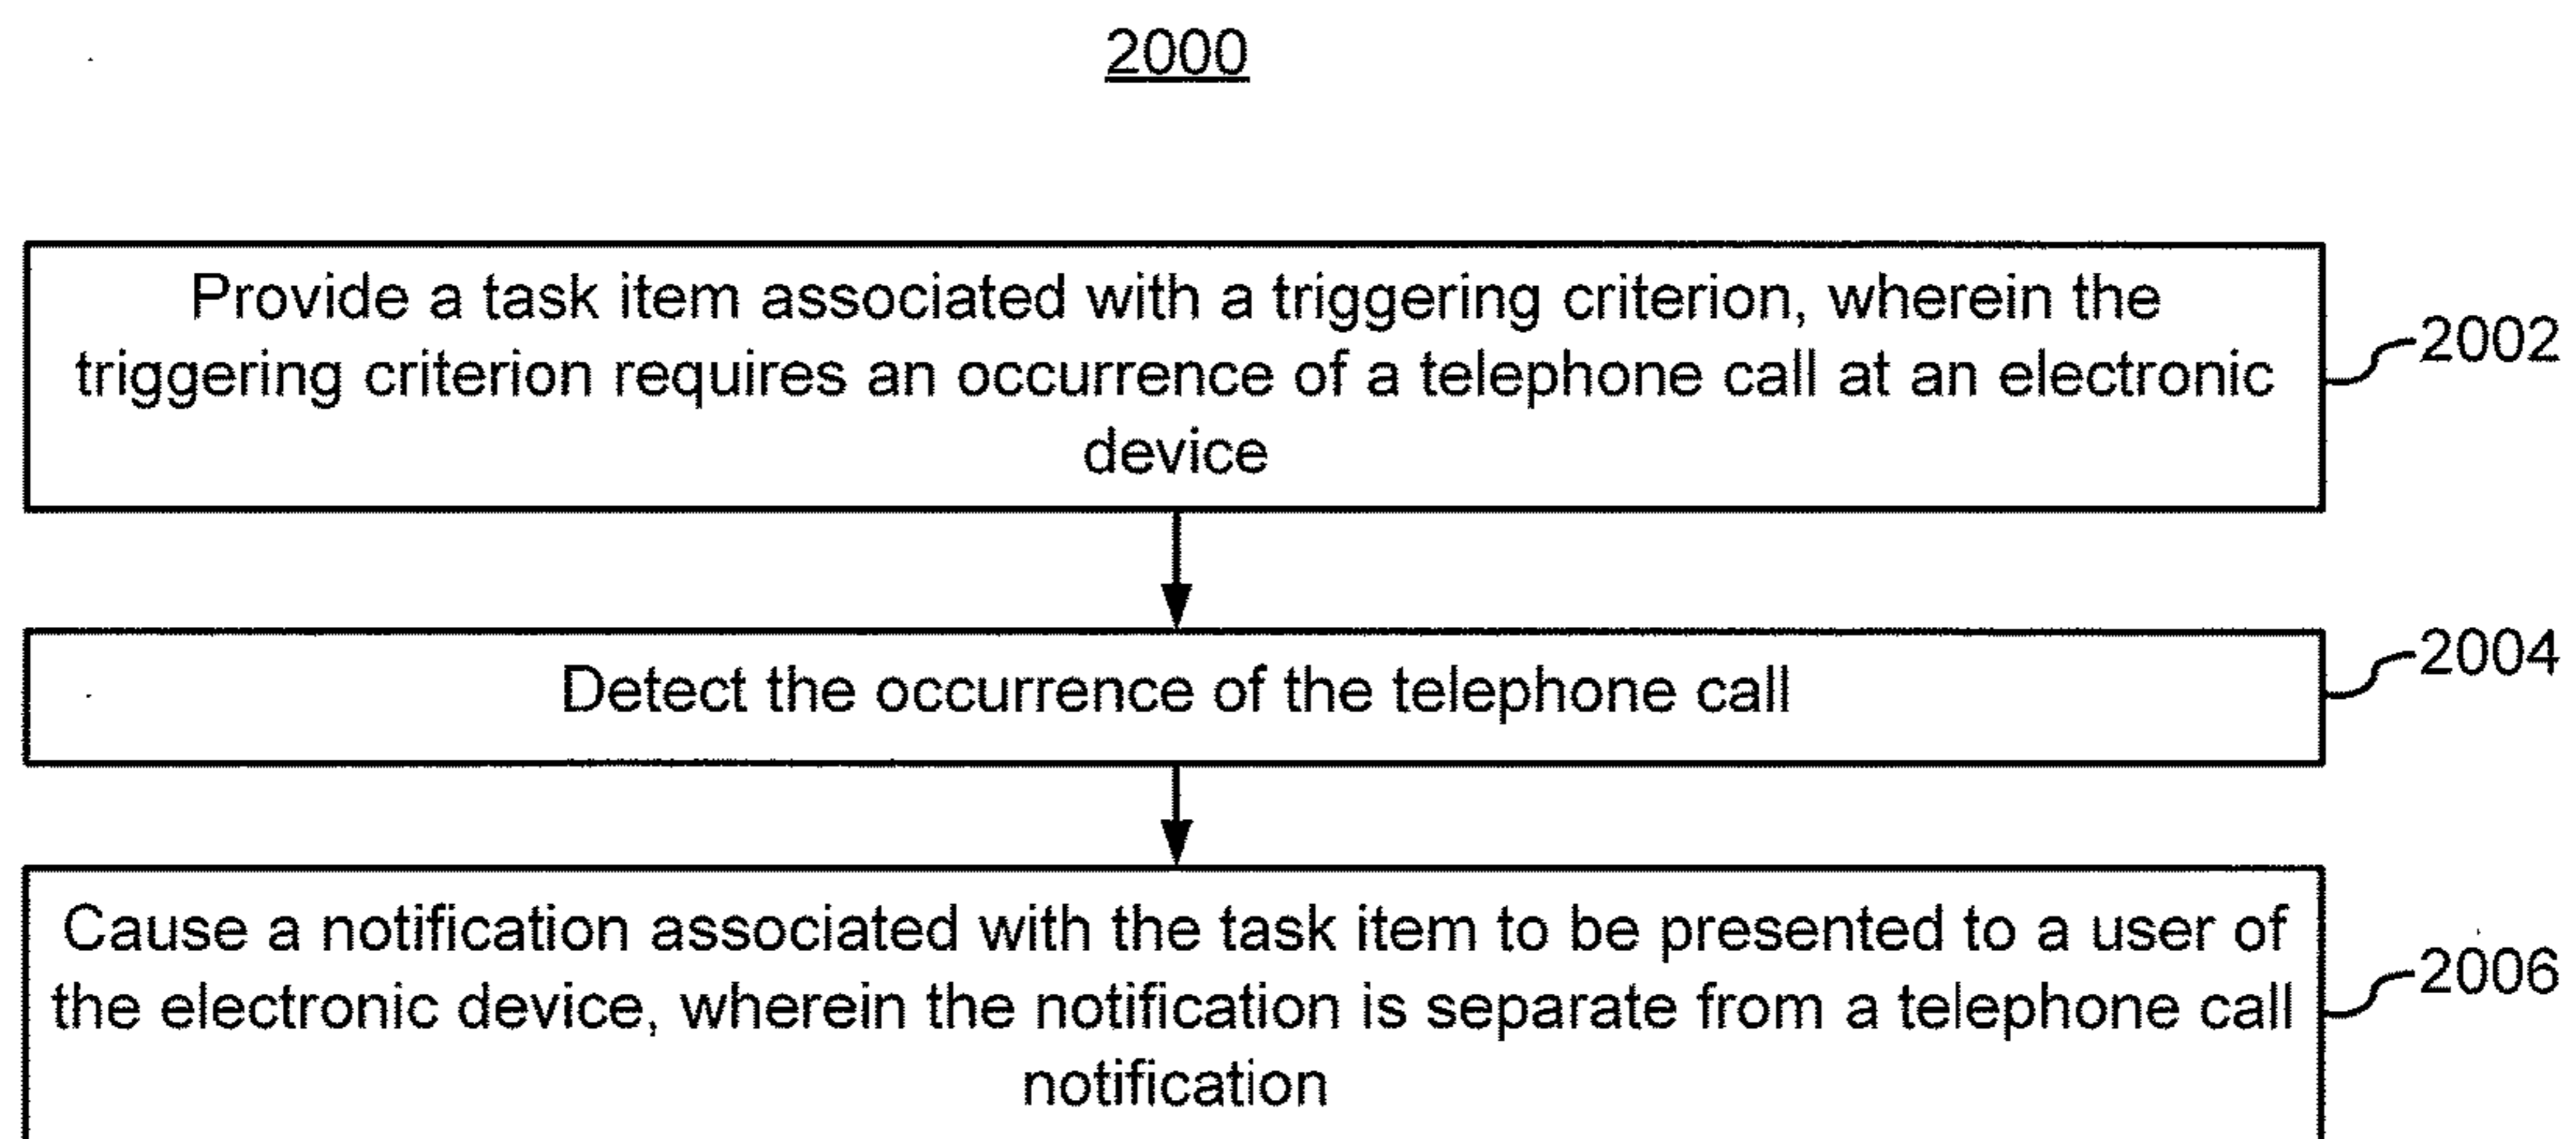 2000
Provide a task item associated with a triggering criterion, wherein the
triggering criterion requires an occurrence of a telephone call at an electronic
device
2002
Detect the occurrence of the telephone call
2004
Cause a notification associated with the task item to be presented to a user of
the electronic device, wherein the notification is separate from a telephone call
notification
2006